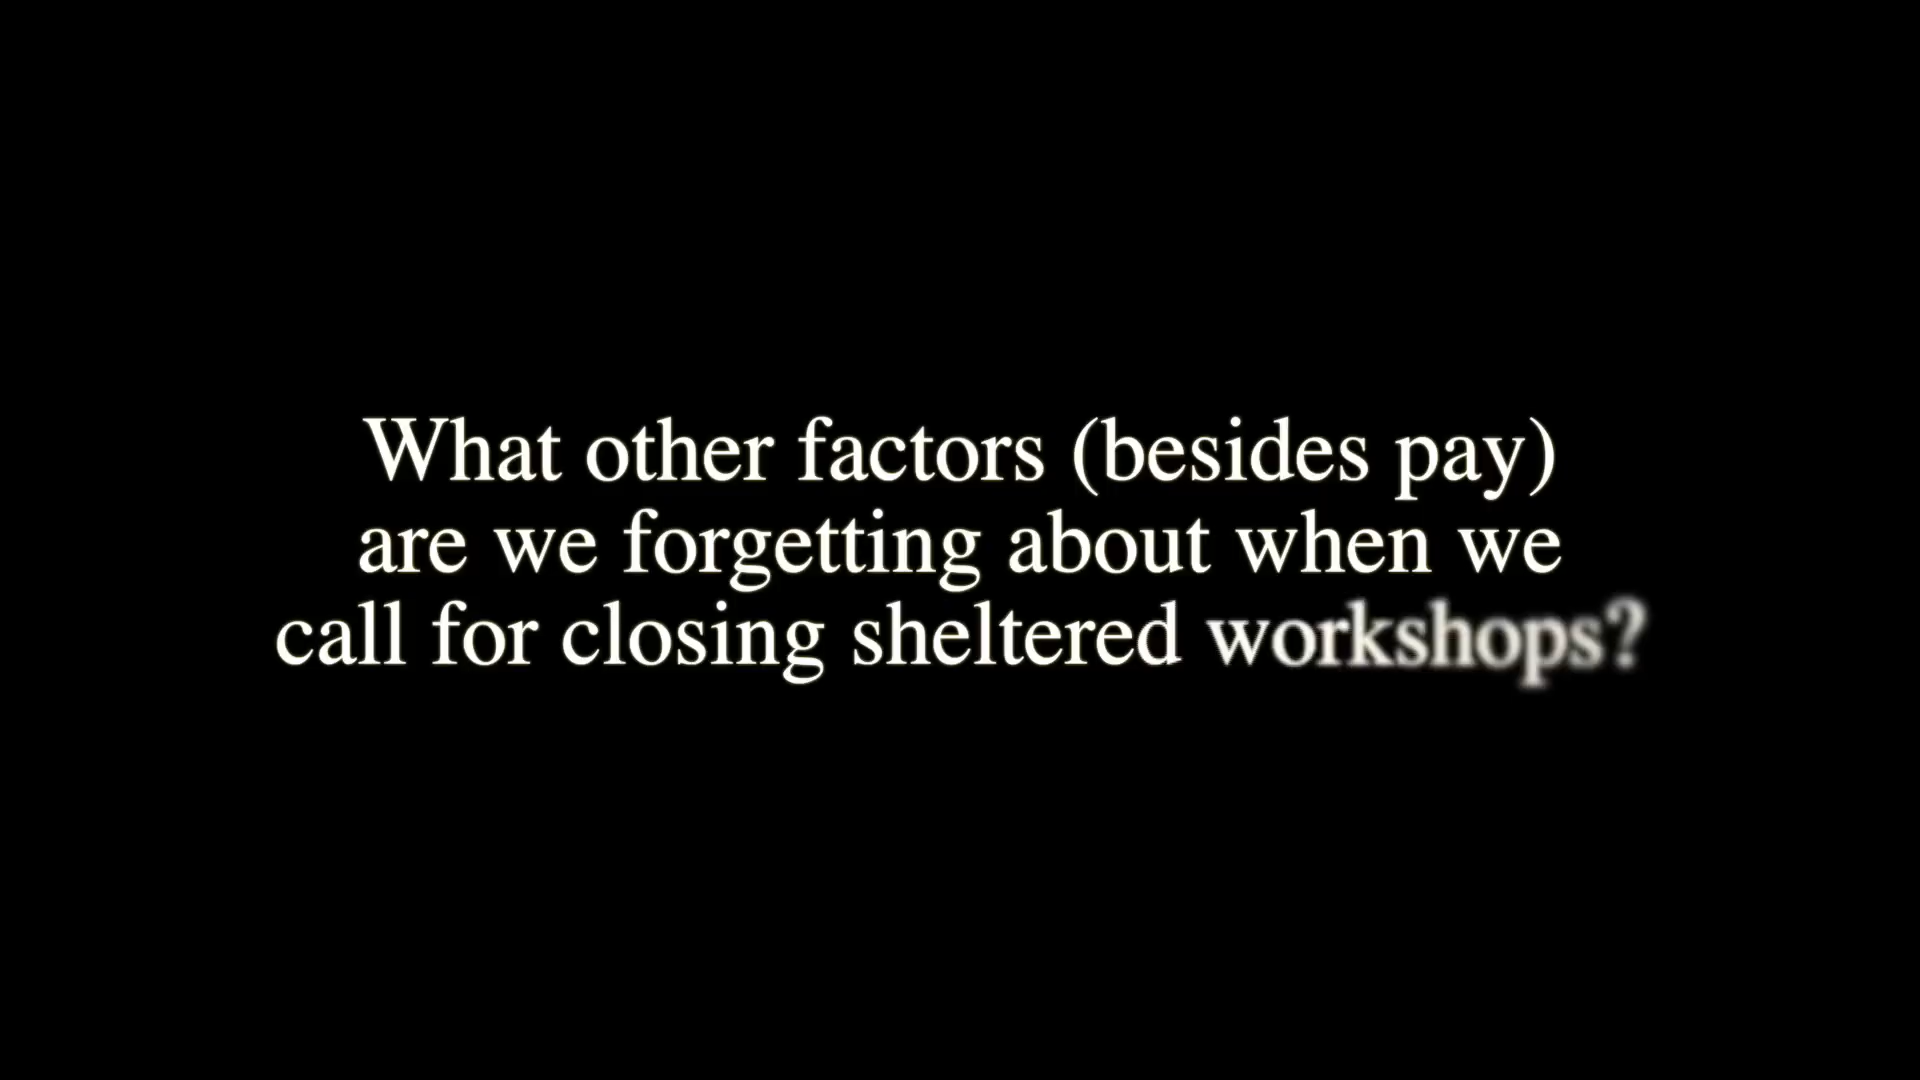 What other factors (besides pay)
are we forgetting about when we
call for closing sheltered workshops?